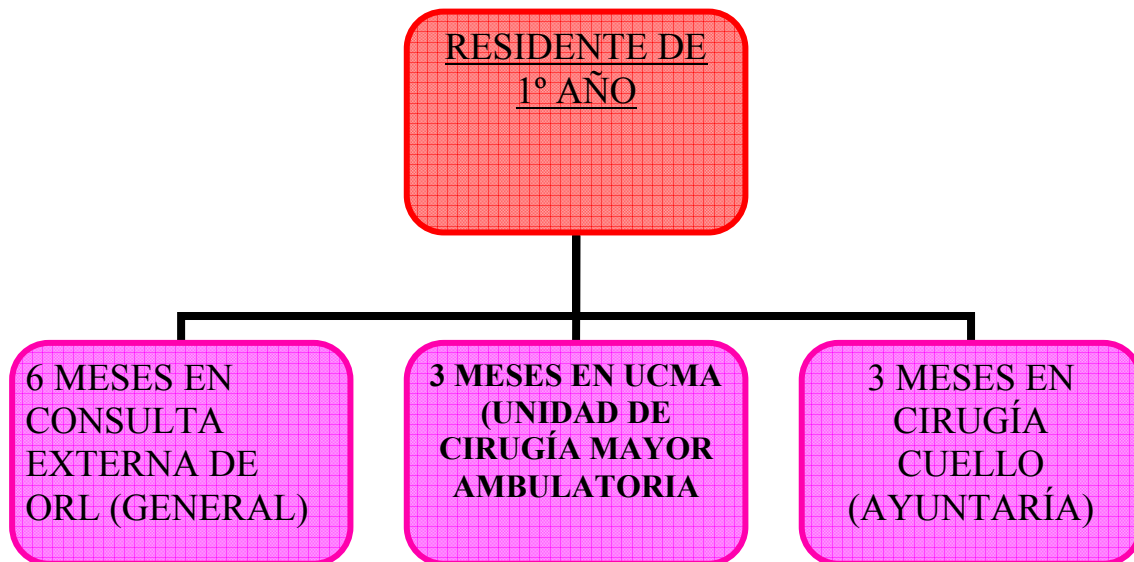 RESIDENTE DE
1º AÑO
6 MESES EN
CONSULTA
EXTERNA DE
ORL (GENERAL)
3 MESES EN UCMA
(UNIDAD DE
CIRUGÍA MAYOR
AMBULATORIA
3 MESES EN
CIRUGÍA
CUELLO
(AYUNTARÍA)